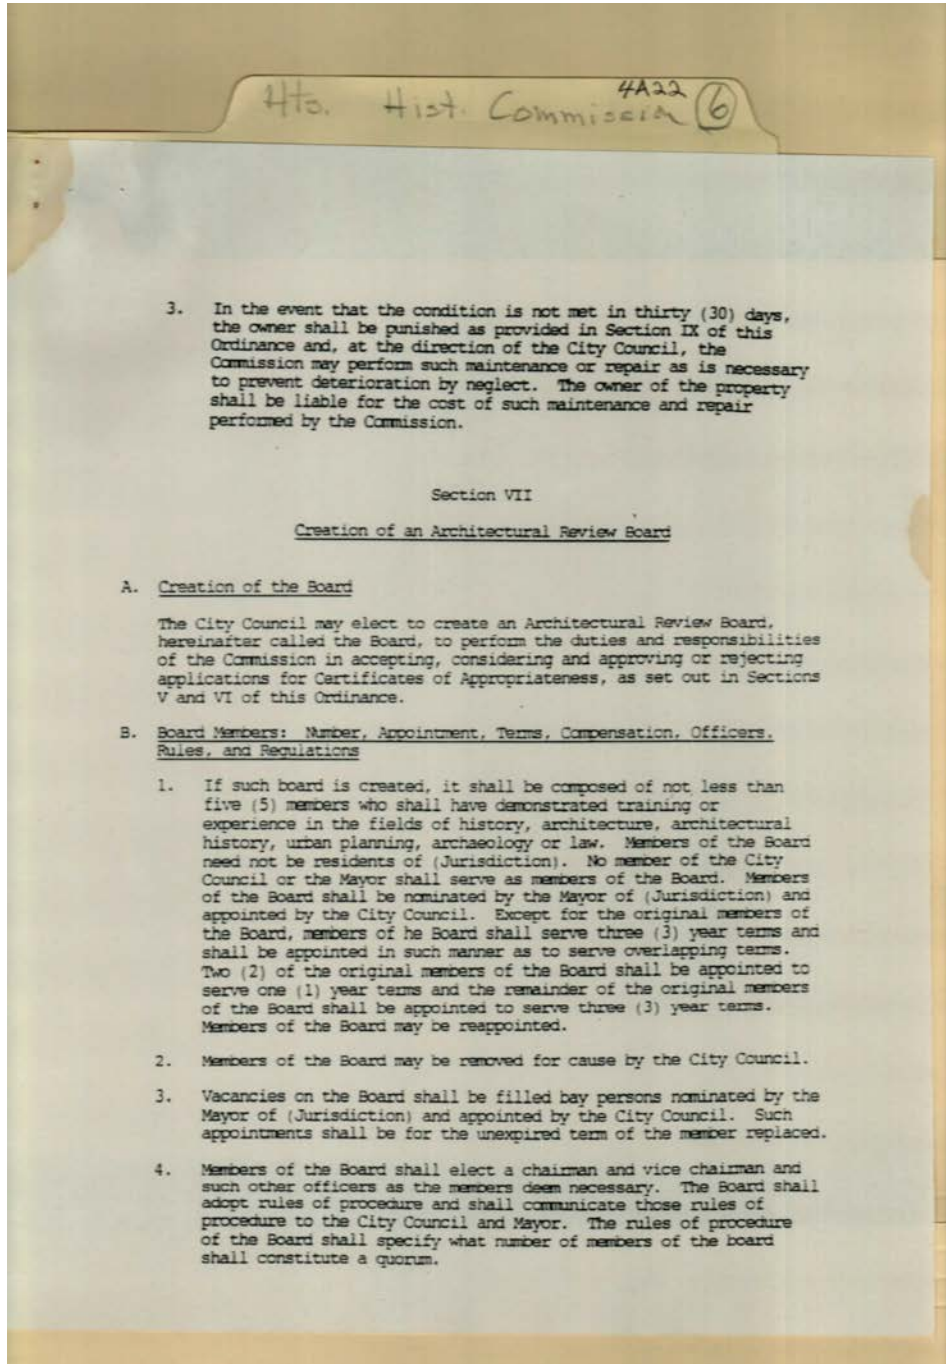 4A22
Hts. Hist. Commission 6
3. In the event that the condition is not met in thirty (30) days,
the owner shall be punished as provided in Section IX of this
Ordinance and, at the direction of the City Council, the
Commission may perform such maintenance or repair as is necessary
to prevent deterioration by neglect. The owner of the property
shall be liable for the cost of such maintenance and repair
performed by the Commission.
Section VII
Creation of an Architectural Review Board
A. Creation of the Board
The City Council may elect to create an Architectural Review Board,
hereinafter called the Board, to perform the duties and responsibilities
of the Commission in accepting, considering and approving or rejecting
applications for Certificates of Appropriateness, as set out in Sections
V and VI of this Ordinance.
B. Board Members: Number, Appointment, Terms, Compensation, Officers,
Rules, and Regulations
1. If such board is created, it shall be composed of not less than
five (5) members who shall have demonstrated training or
experience in the fields of history, architecture, architectural
history, urban planning, archaeology or law. Members of the Board
need not be residents of (Jurisdiction). No member of the City
Council or the Mayor shall serve as members of the Board. Members
of the Board shall be nominated by the Mayor of (Jurisdiction) and
appointed by the City Council. Except for the original members of
the Board, members of he Board shall serve three (3) year terms and
shall be appointed in such manner as to serve overlapping terms.
Two (2) of the original members of the Board shall be appointed to
serve one (1) year terms and the remainder of the original members
of the Board shall be appointed to serve three (3) year terms.
Members of the Board may be reappointed.
2. Members of the Board may be removed for cause by the City Council.
3. Vacancies on the Board shall be filled bay persons nominated by the
Mayor of (Jurisdiction) and appointed by the City Council. Such
appointments shall be for the unexpired term of the member replaced.
4. Members of the Board shall elect a chairman and vice chairman and
such other officers as the members deem necessary. The Board shall
adopt rules of procedure and shall communicate those rules of
procedure to the City Council and Mayor. The rules of procedure
of the Board shall specify what number of members of the board
shall constitute a quorum.